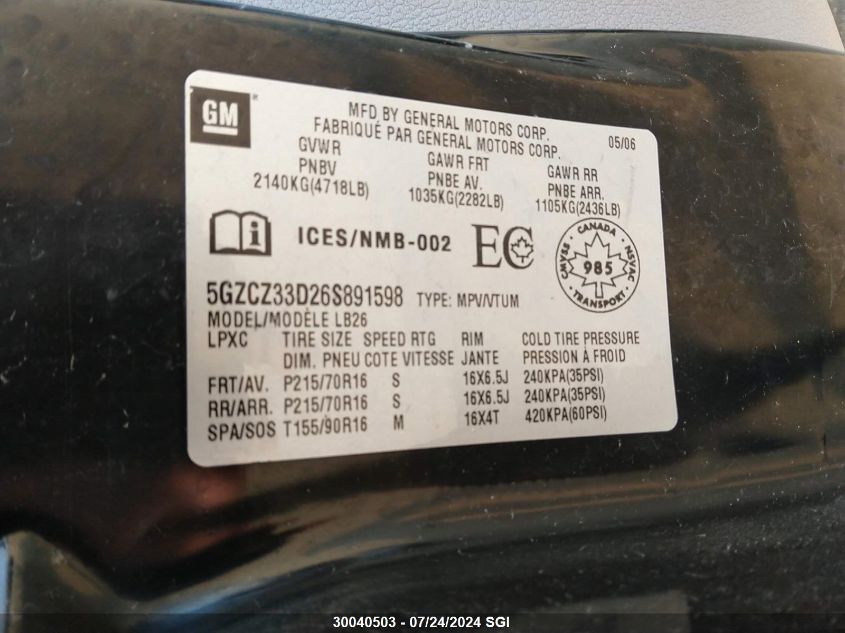 GM
MFD BY GENERAL MOTORS CORP.
FABRIQUÉ PAR GENERAL MOTORS CORP.
05/06
GVWR GAWR FRT GAWR RR
PNBV PNBE AV. PNBE ARR.
2140KG(4718LB) 1035KG(2282LB) 1105KG(2436LB)
i ICES/NMB-002 EC
CANADA
SSAMV NSVAC
985
TRANSPORT
5GZCZ33D26S891598 TYPE: MPV/VTUM
MODEL/MODÈLE LB26
LPXC TIRE SIZE SPEED RTG RIM COLD TIRE PRESSURE
DIM. PNEU COTE VITESSE JANTE PRESSION À FROID
FRT/AV. P215/70R16 S 16X6.5J 240KPA(35PSI)
RR/ARR. P215/70R16 S 16X6.5J 240KPA(35PSI)
SPA/SOS T155/90R16 M 16X4T 420KPA(60PSI)
30040503 - 07/24/2024 SGI